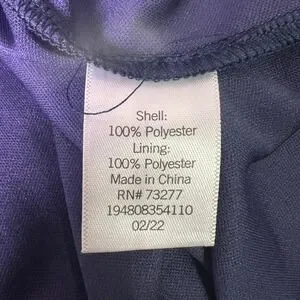 Shell:
100% Polyester
Lining:
100% Polyester
Made in China
RN# 73277
194808354110
02/22